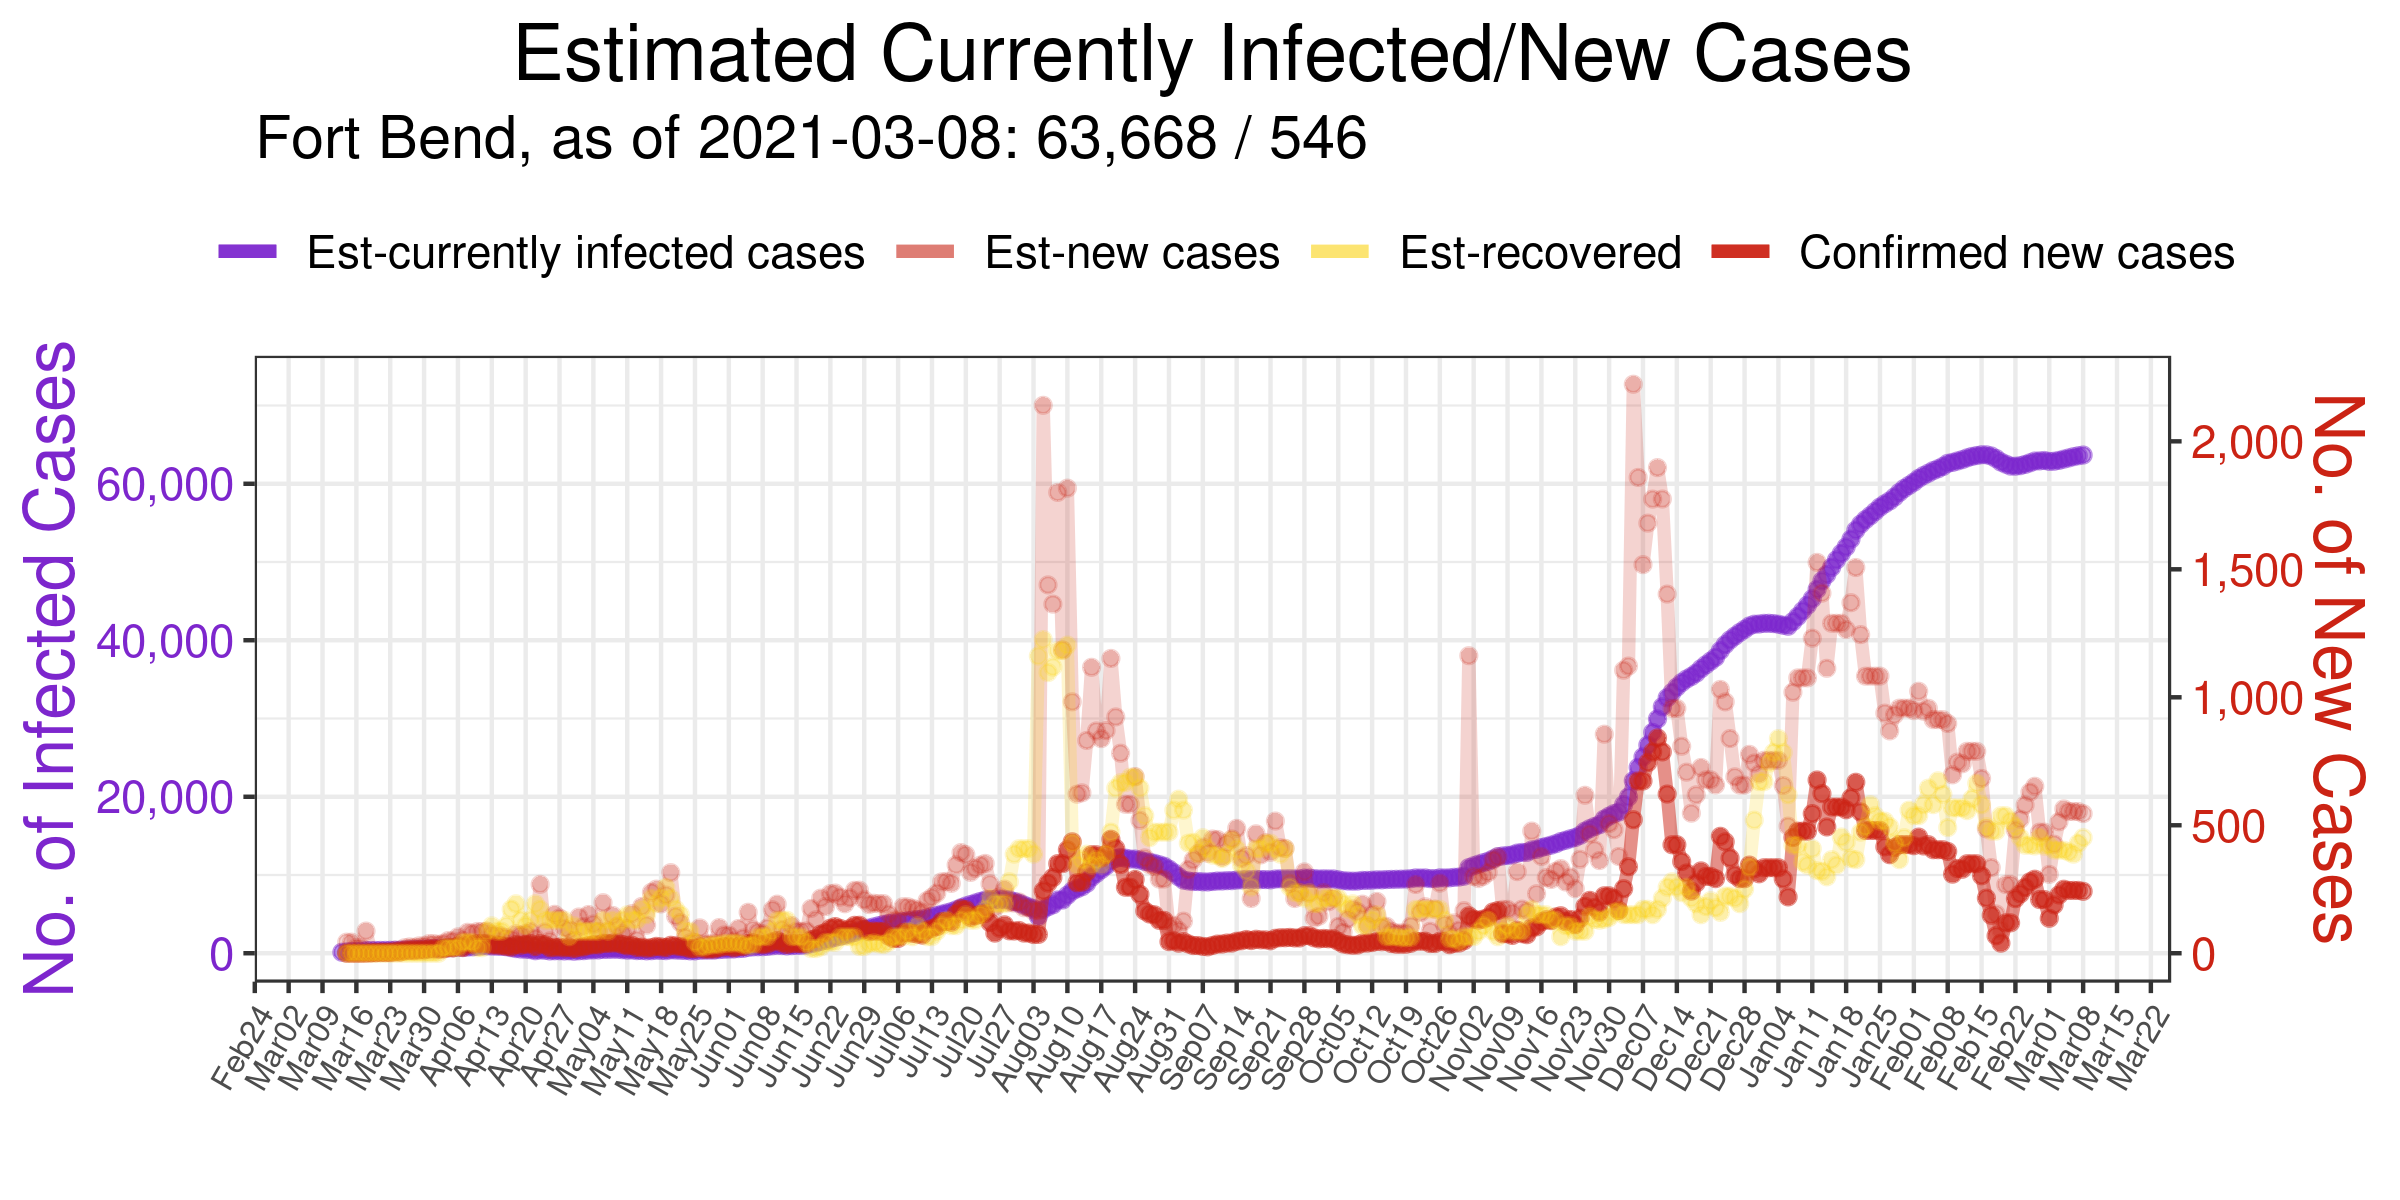 Estimated Currently Infected/New Cases
Fort Bend, as of 2021-03-08: 63,668 / 546
Est-currently infected cases Est-new cases Est-recovered Confirmed new cases
No. of Infected Cases
60,000
40,000
20,000
0
2,000
1,500
1,000
500
0
No. of New Cases
Feb24 Mar02 Mar09 Mar16 Mar23 Mar30 Apr06 Apr13 Apr20 Apr27 May04 May11 May18 May25 Jun01 Jun08 Jun15 Jun22 Jun29 Jul06 Jul13 Jul20 Jul27 Aug03 Aug10 Aug17 Aug24 Aug31 Sep07 Sep14 Sep21 Sep28 Oct05 Oct12 Oct19 Oct26 Nov02 Nov09 Nov16 Nov23 Nov30 Dec07 Dec14 Dec21 Dec28 Jan04 Jan11 Jan18 Jan25 Feb01 Feb08 Feb15 Feb22 Mar01 Mar08 Mar15 Mar22